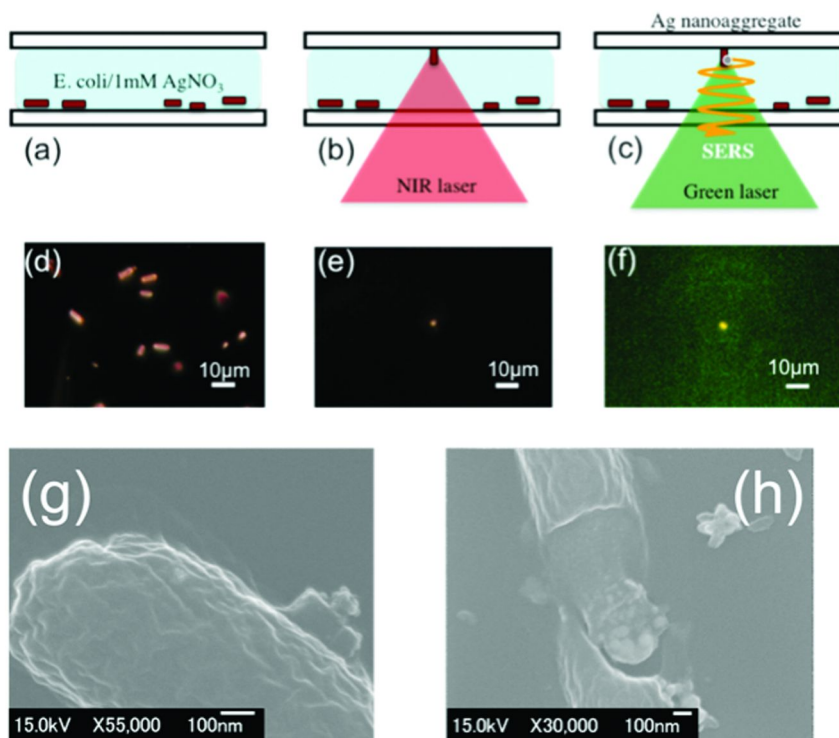 E. coli/1mM AgNO₃
(a)
(b)
NIR laser
Ag nanoaggregate
(c)
SERS
Green laser
(d)
10μm
(e)
10μm
(f)
10μm
(g)
15.0kV X55,000 100nm
(h)
15.0kV X30,000 100nm